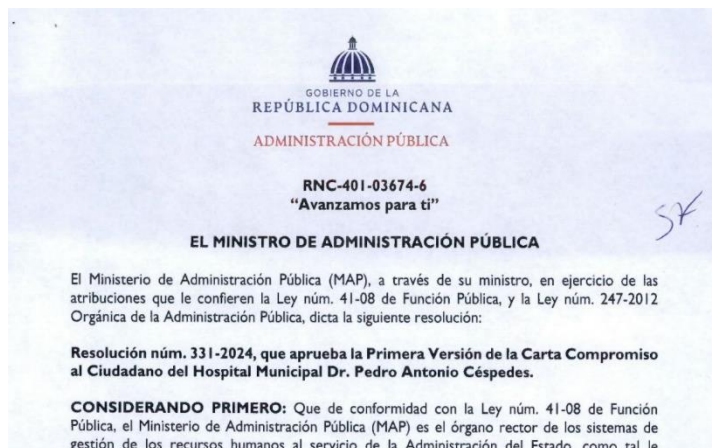 GOBIERNO DE LA
REPÚBLICA DOMINICANA
ADMINISTRACIÓN PÚBLICA
RNC-401-03674-6
“Avanzamos para ti”
EL MINISTRO DE ADMINISTRACIÓN PÚBLICA
El Ministerio de Administración Pública (MAP), a través de su ministro, en ejercicio de las
atribuciones que le confieren la Ley núm. 41-08 de Función Pública, y la Ley núm. 247-2012
Orgánica de la Administración Pública, dicta la siguiente resolución:
Resolución núm. 331-2024, que aprueba la Primera Versión de la Carta Compromiso
al Ciudadano del Hospital Municipal Dr. Pedro Antonio Céspedes.
CONSIDERANDO PRIMERO: Que de conformidad con la Ley núm. 41-08 de Función
Pública, el Ministerio de Administración Pública (MAP) es el órgano rector de los sistemas de
gestión de los recursos humanos al servicio de la Administración del Estado, como tal le